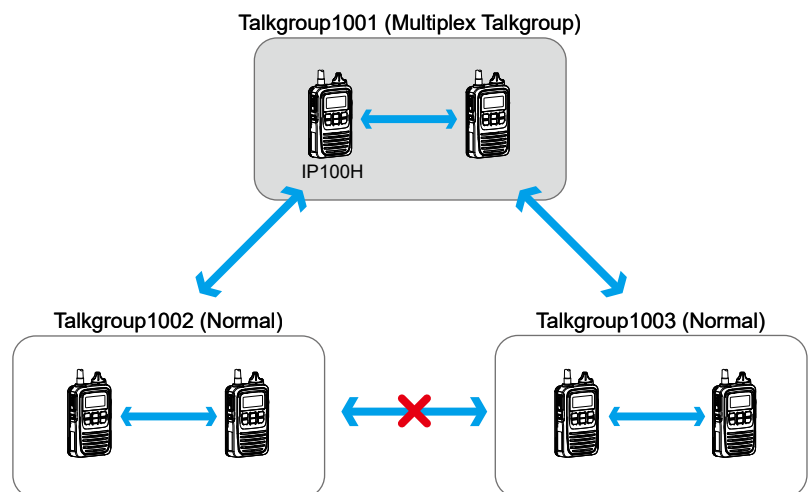 Talkgroup1001 (Multiplex Talkgroup)
IP100H
Talkgroup1002 (Normal)
Talkgroup1003 (Normal)